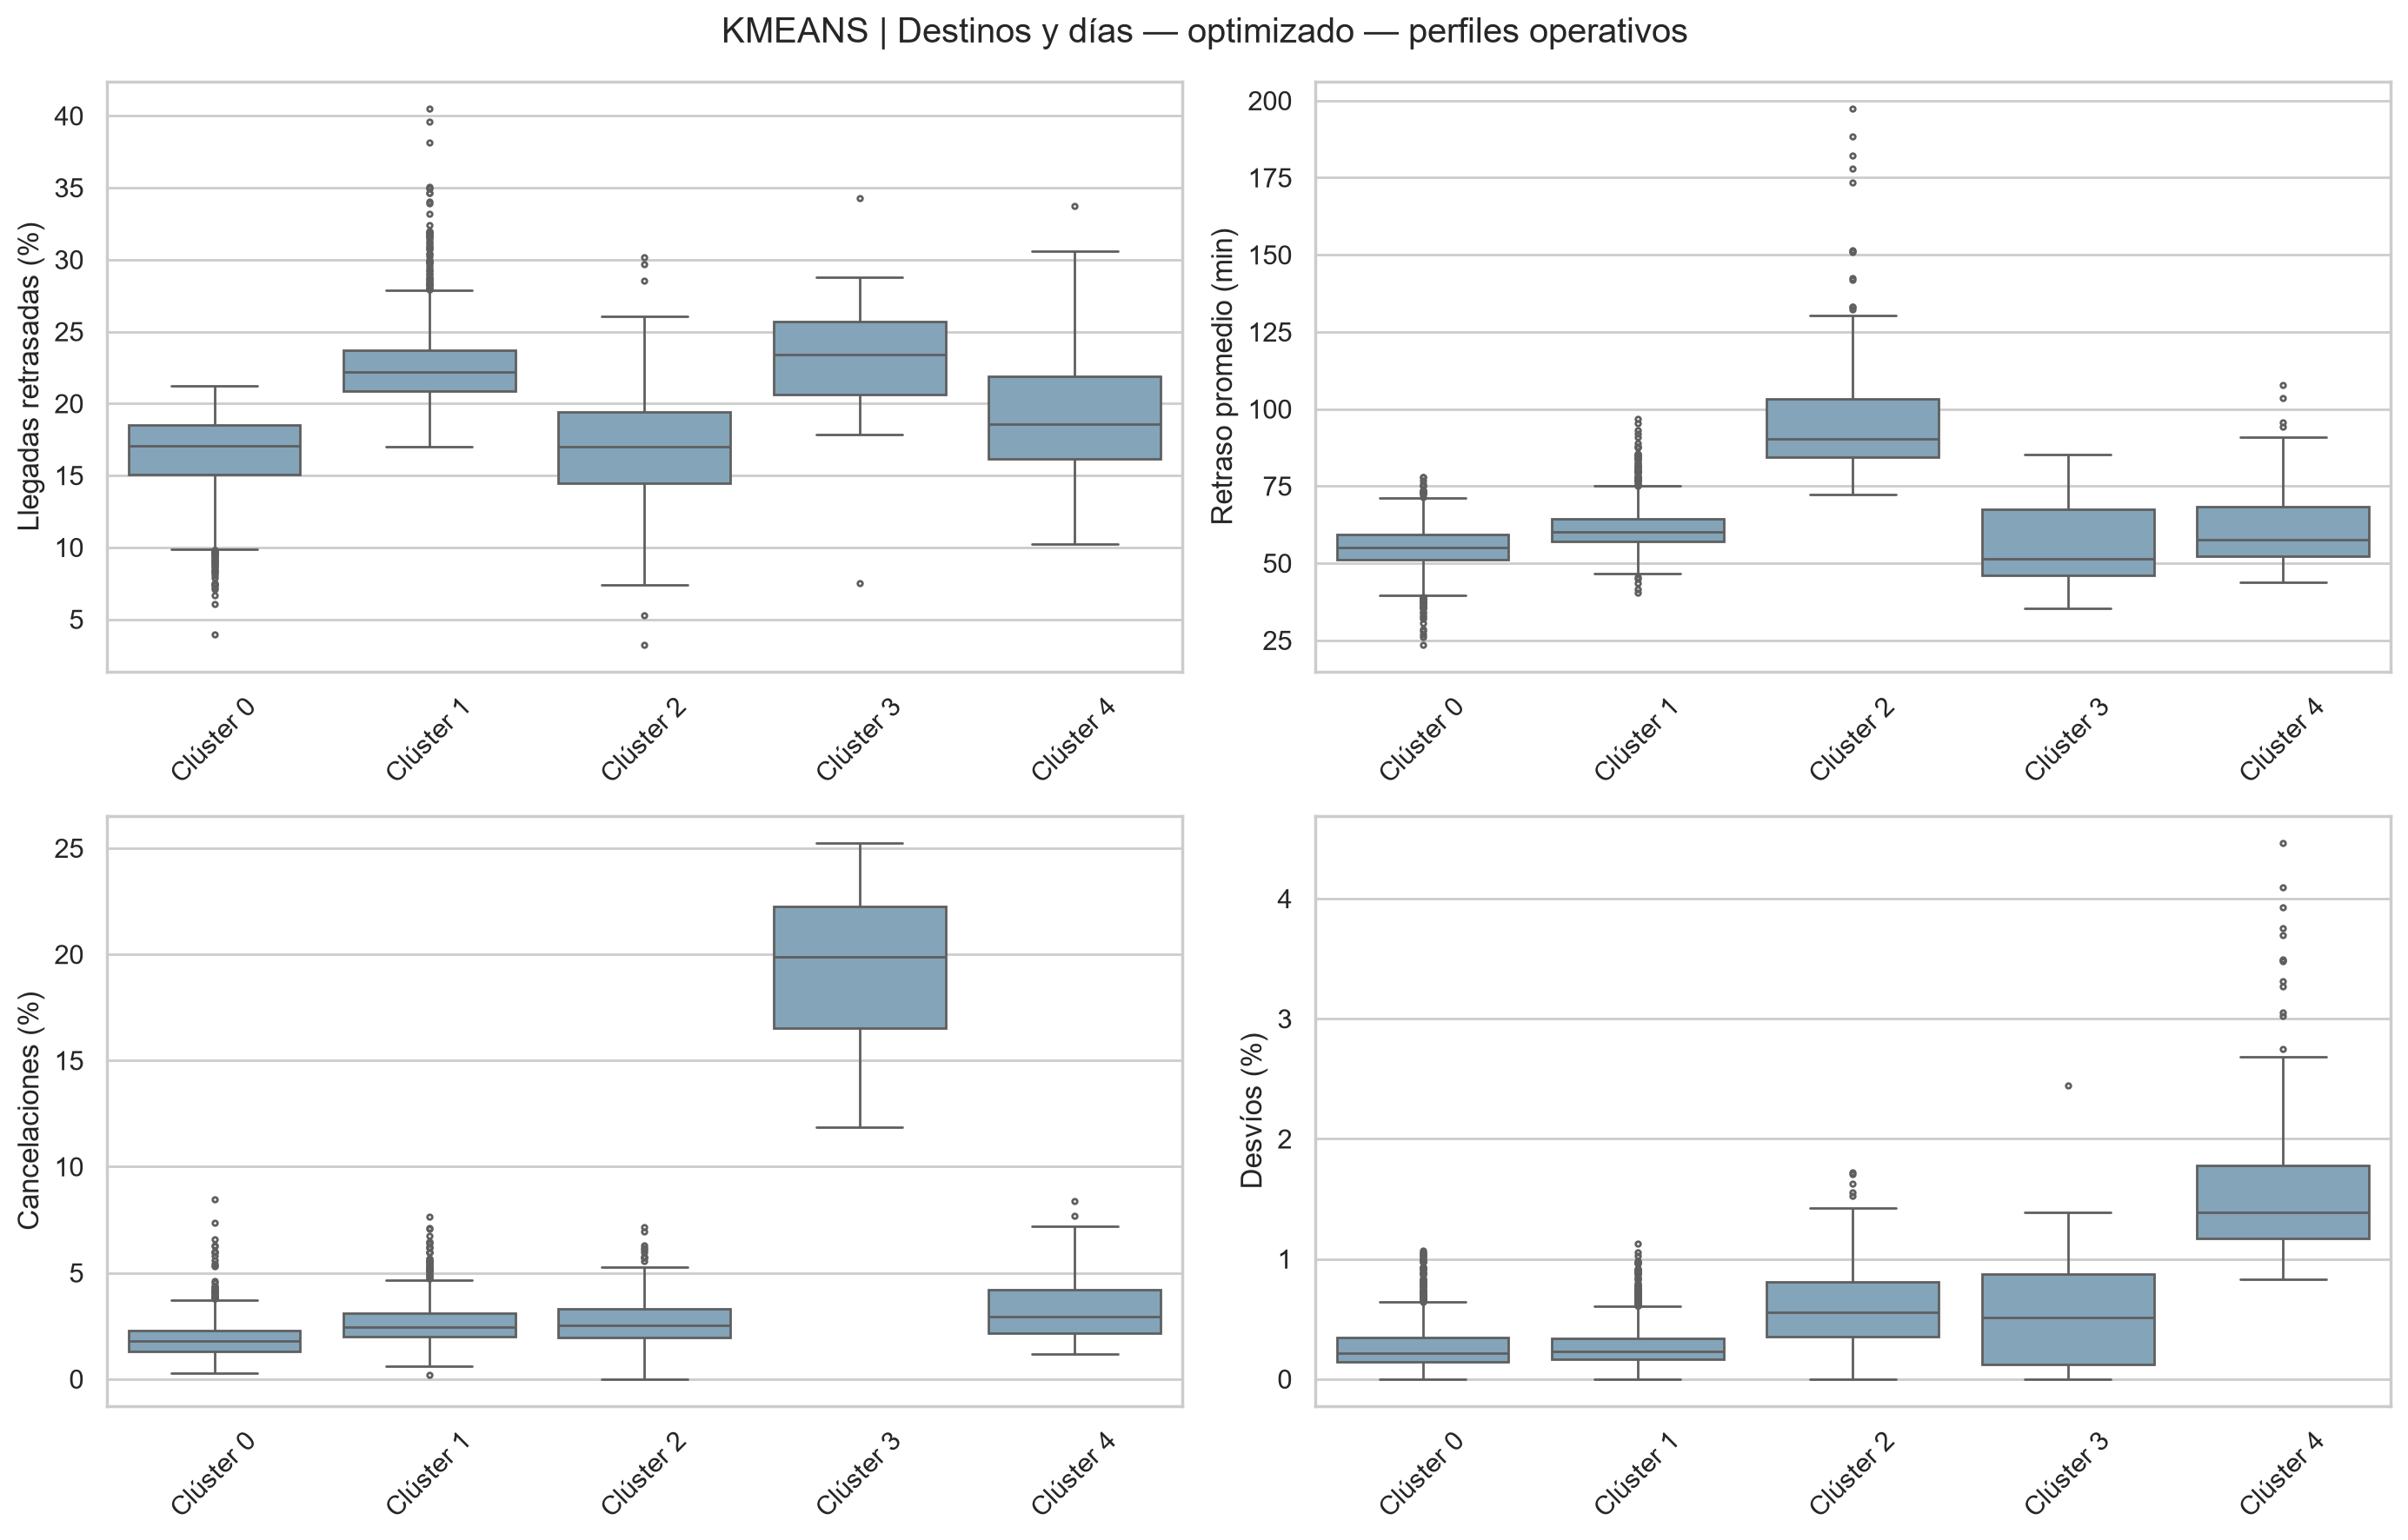 KMEANS | Destinos y días — optimizado — perfiles operativos
Llegadas retrasadas (%)
40
35
30
25
20
15
10
5
Clúster 0
Clúster 1
Clúster 2
Clúster 3
Clúster 4
Retraso promedio (min)
200
175
150
125
100
75
50
25
Clúster 0
Clúster 1
Clúster 2
Clúster 3
Clúster 4
Cancelaciones (%)
25
20
15
10
5
0
Clúster 0
Clúster 1
Clúster 2
Clúster 3
Clúster 4
Desvíos (%)
4
3
2
1
0
Clúster 0
Clúster 1
Clúster 2
Clúster 3
Clúster 4